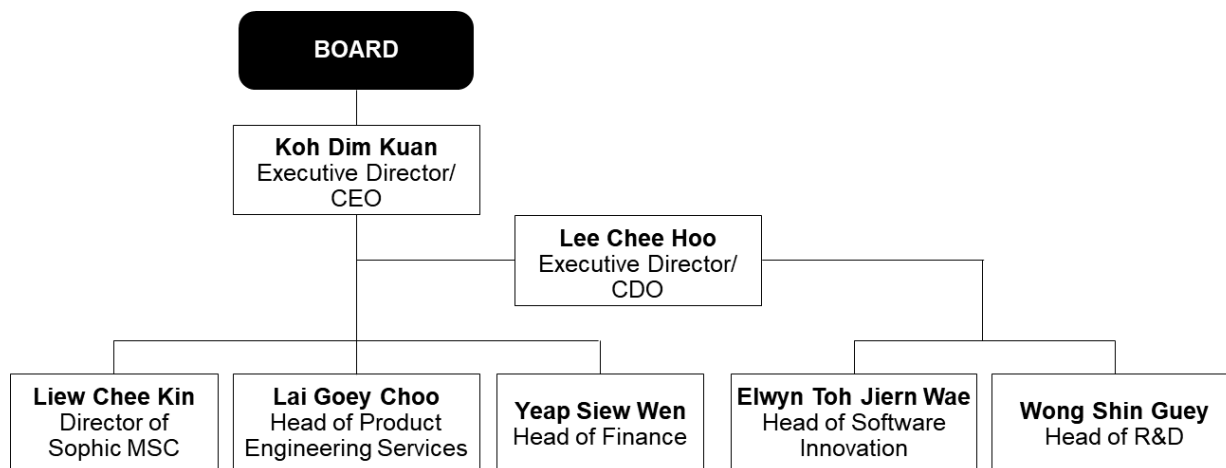 BOARD
Koh Dim Kuan
Executive Director/
CEO
Lee Chee Hoo
Executive Director/
CDO
Liew Chee Kin
Director of
Sophic MSC
Lai Goey Choo
Head of Product
Engineering Services
Yeap Siew Wen
Head of Finance
Elwyn Toh Jiern Wae
Head of Software
Innovation
Wong Shin Guey
Head of R&D